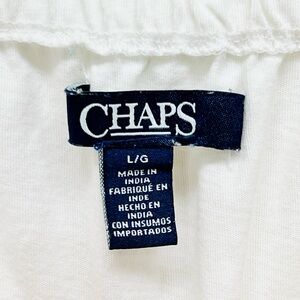 CHAPS
L/G
MADE IN
INDIA
FABRIQUÉ EN
INDE
HECHO EN
INDIA
CON INSUMOS
IMPORTADOS